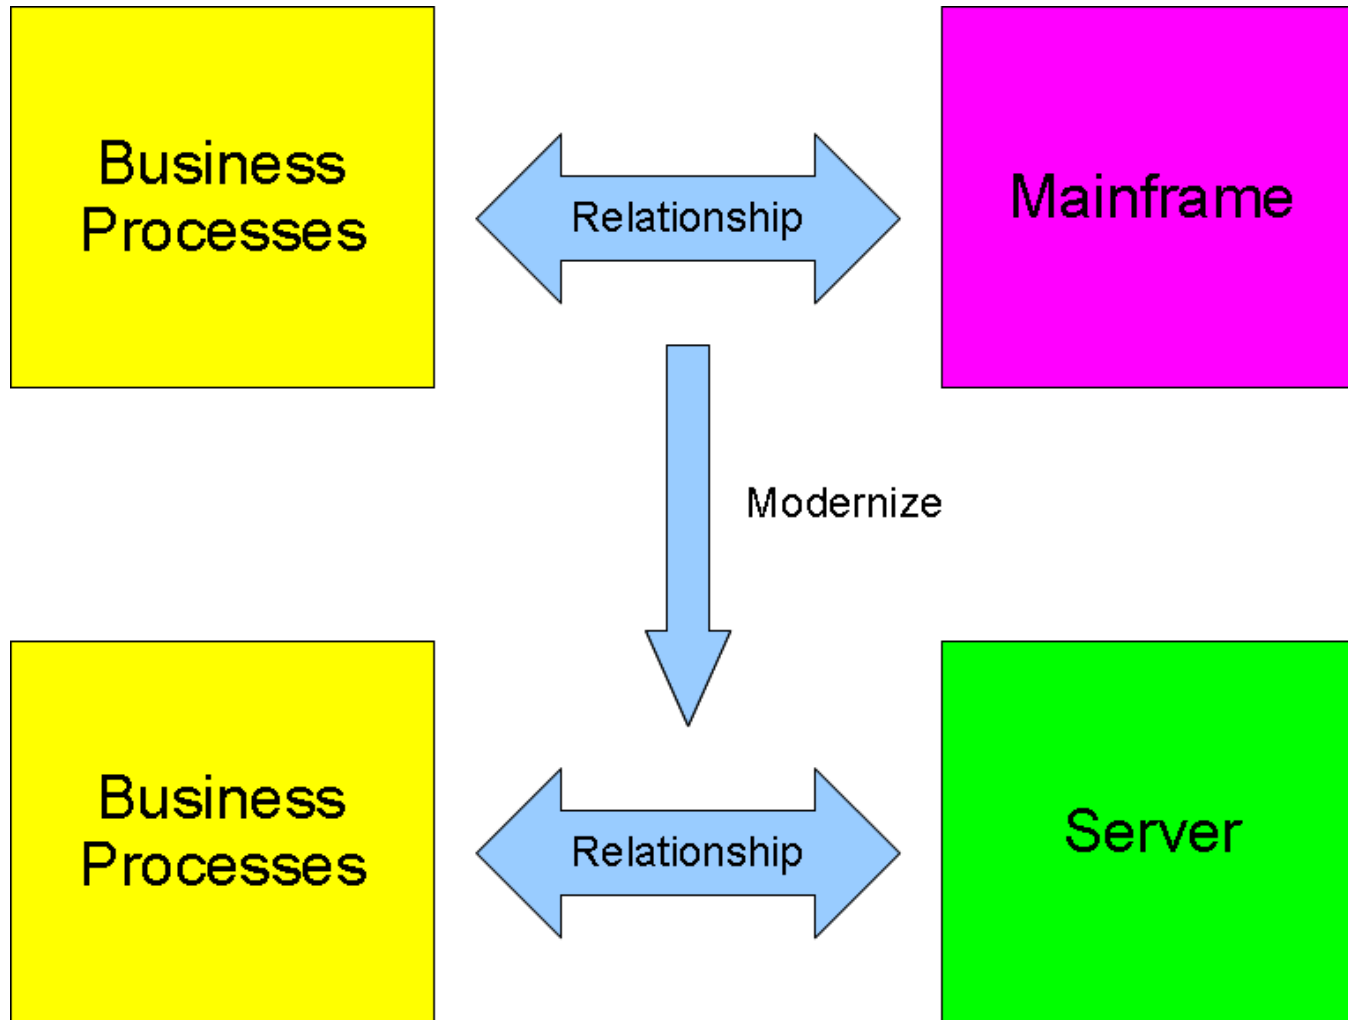 Business
Processes
Relationship
Mainframe
Modernize
Business
Processes
Relationship
Server